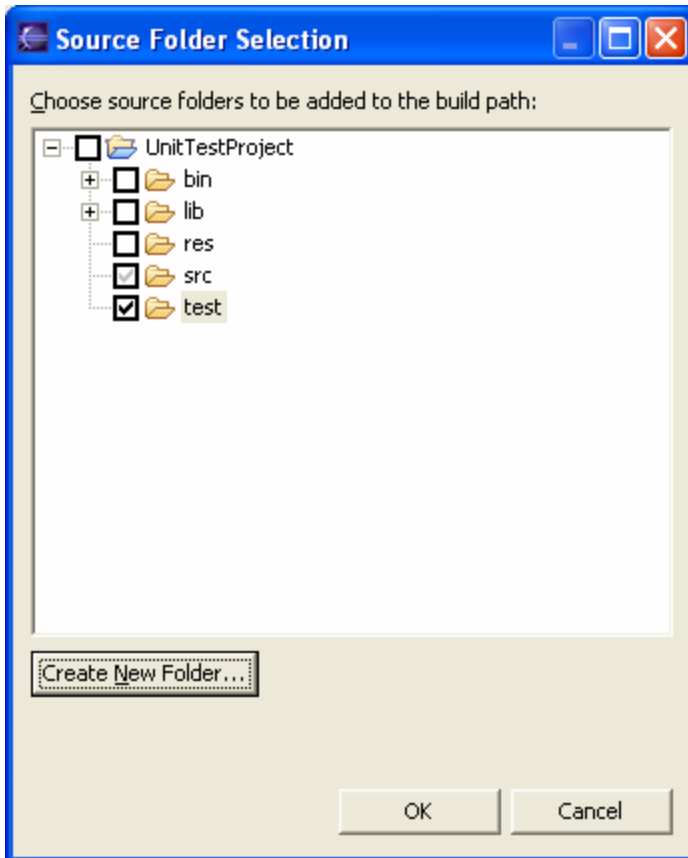 Source Folder Selection
Choose source folders to be added to the build path:
UnitTestProject
bin
lib
res
src
test
Create New Folder...
OK Cancel